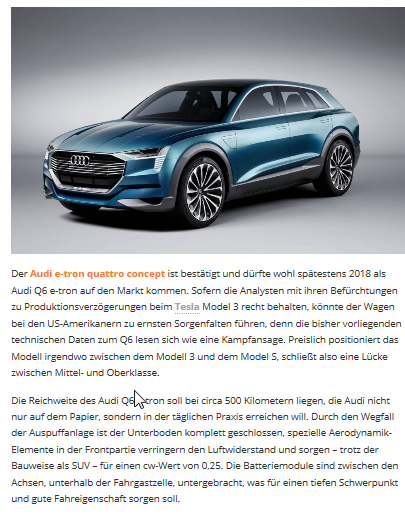 Der Audi e-tron quattro concept ist bestätigt und dürfte wohl spätestens 2018 als
Audi Q6 e-tron auf den Markt kommen. Sofern die Analysten mit ihren Befürchtungen
zu Produktionsverzögerungen beim Tesla Model 3 recht behalten, könnte der Wagen
bei den US-Amerikanern zu ernsten Sorgenfalten führen, denn die bisher vorliegenden
technischen Daten zum Q6 lesen sich wie eine Kampfansage. Preislich positioniert das
Modell irgendwo zwischen dem Modell 3 und dem Model S, schließt also eine Lücke
zwischen Mittel- und Oberklasse.
Die Reichweite des Audi Q6 e-tron soll bei circa 500 Kilometern liegen, die Audi nicht
nur auf dem Papier, sondern in der täglichen Praxis erreichen will. Durch den Wegfall
der Auspuffanlage ist der Unterboden komplett geschlossen, spezielle Aerodynamik-
Elemente in der Frontpartie verringern den Luftwiderstand und sorgen – trotz der
Bauweise als SUV – für einen cw-Wert von 0,25. Die Batteriemodule sind zwischen den
Achsen, unterhalb der Fahrgastzelle, untergebracht, was für einen tiefen Schwerpunkt
und gute Fahreigenschaft sorgen soll.